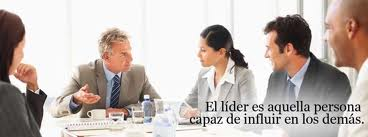 El líder es aquella persona
capaz de influir en los demás.